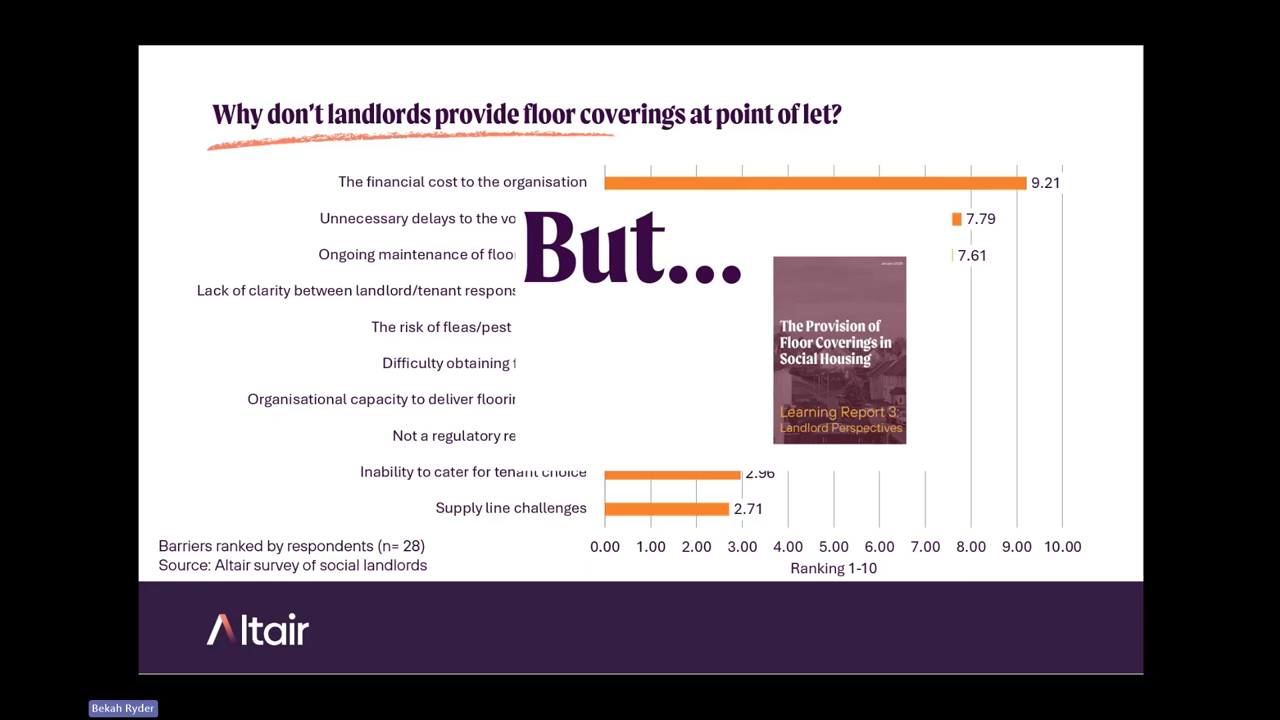 Why don't landlords provide floor coverings at point of let?
The financial cost to the organisation
9.21
Unnecessary delays to the vo
7.79
Ongoing maintenance of floo
7.61
Lack of clarity between landlord/tenant respons
The risk of fleas/pest
Difficulty obtaining
Organisational capacity to deliver floorin
Not a regulatory re
Inability to cater for tenant choice
2.96
Supply line challenges
2.71
But...
The Provision of
Floor Coverings in
Social Housing
Learning Report 3:
Landlord Perspectives
0.00 1.00 2.00 3.00 4.00 5.00 6.00 7.00 8.00 9.00 10.00
Ranking 1-10
Barriers ranked by respondents (n= 28)
Source: Altair survey of social landlords
Altair
Bekah Ryder